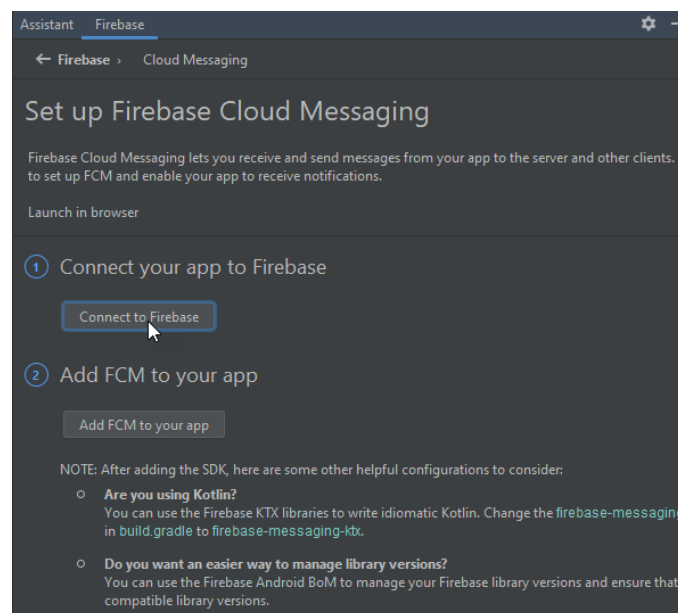 Assistant Firebase
← Firebase › Cloud Messaging
Set up Firebase Cloud Messaging
Firebase Cloud Messaging lets you receive and send messages from your app to the server and other clients.
to set up FCM and enable your app to receive notifications.
Launch in browser
1 Connect your app to Firebase
Connect to Firebase
2 Add FCM to your app
Add FCM to your app
NOTE: After adding the SDK, here are some other helpful configurations to consider:
Are you using Kotlin?
You can use the Firebase KTX libraries to write idiomatic Kotlin. Change the firebase-messaging
in build.gradle to firebase-messaging-ktx.
Do you want an easier way to manage library versions?
You can use the Firebase Android BoM to manage your Firebase library versions and ensure that
compatible library versions.